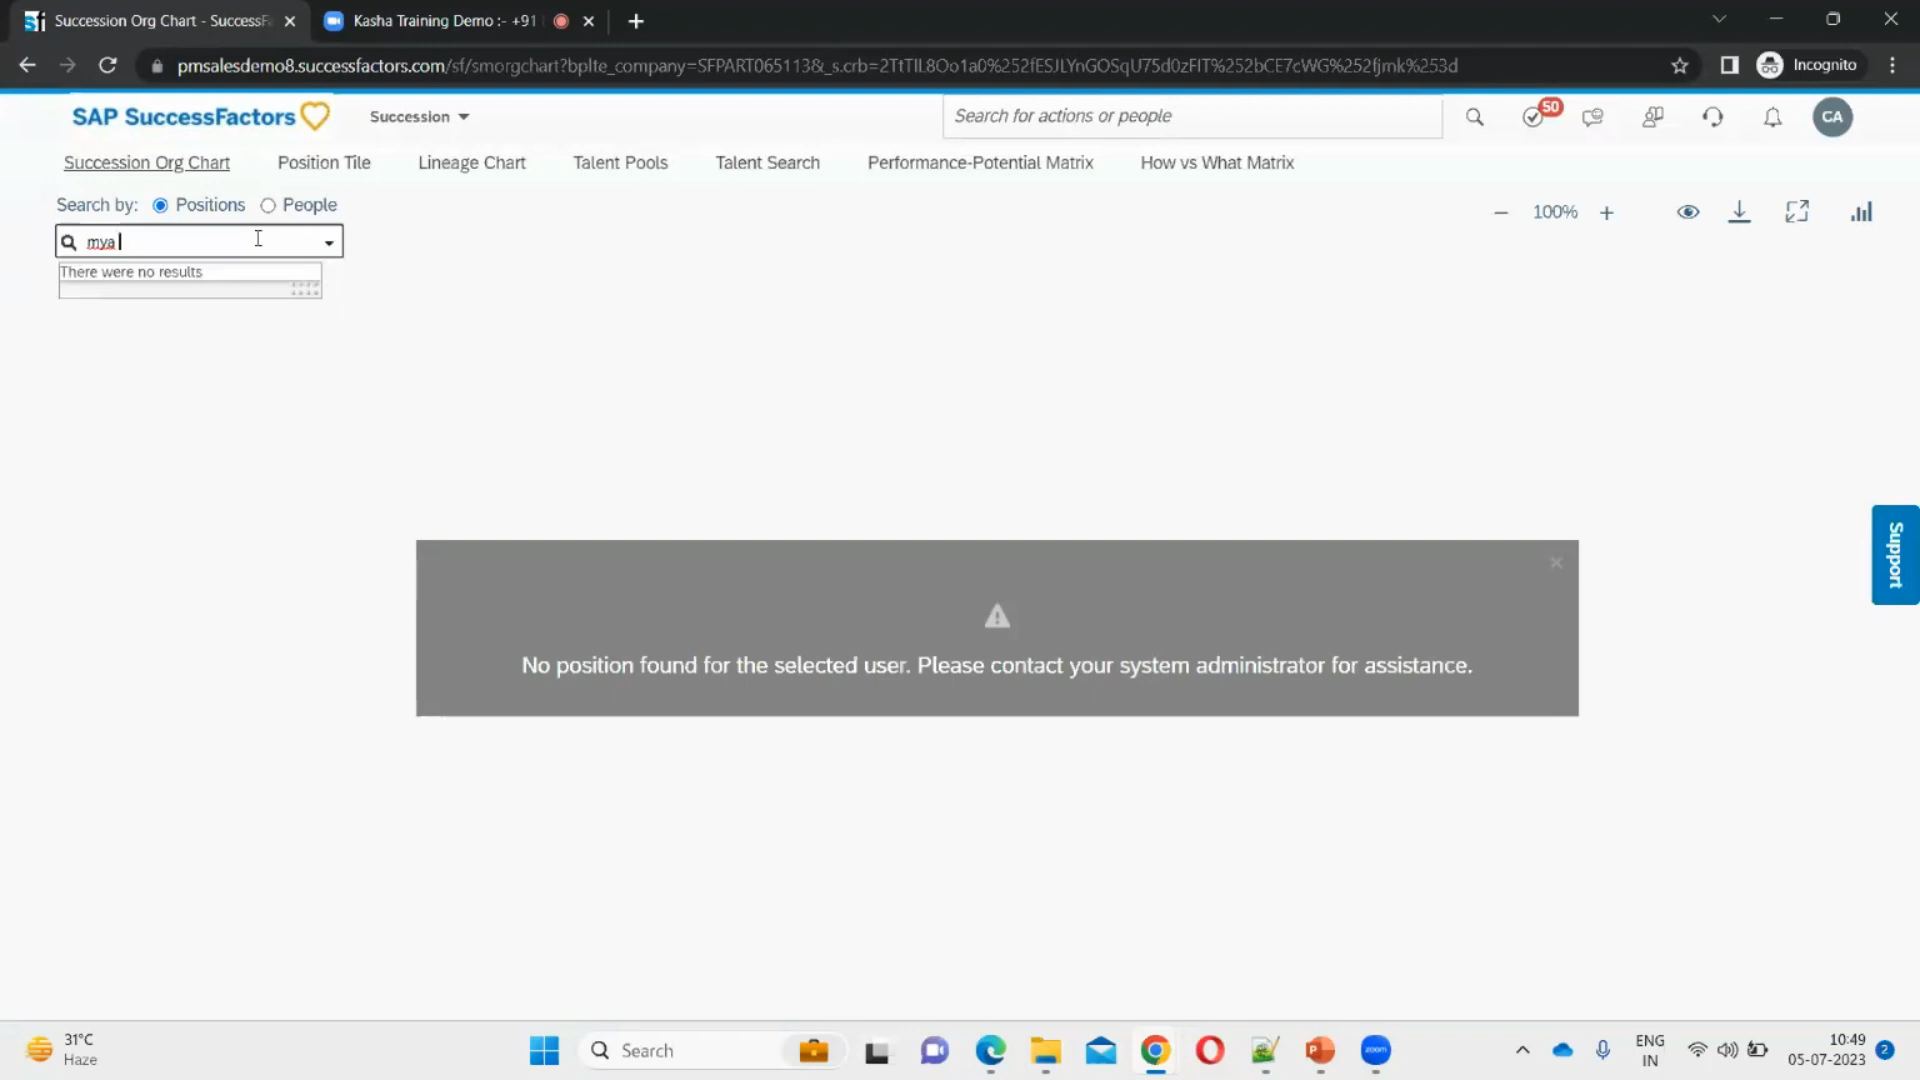 Succession Org Chart - SuccessFa
Kasha Training Demo :- +91
pmsalesdemo8.successfactors.com/sf/smorgchart?bplte_company=SFPART065113&_s.crb=2TtTIL8Oo1a0%252fESJLYnGOSqU75d0zFIT%252bCE7cWG%252fjmk%253d
Incognito
SAP SuccessFactors
Succession
Search for actions or people
50
CA
Succession Org Chart
Position Tile
Lineage Chart
Talent Pools
Talent Search
Performance-Potential Matrix
How vs What Matrix
Search by: Positions People
100%
mya
There were no results
Support
No position found for the selected user. Please contact your system administrator for assistance.
31°C
Haze
Search
zoom
ENG
IN
10:49
05-07-2023
2